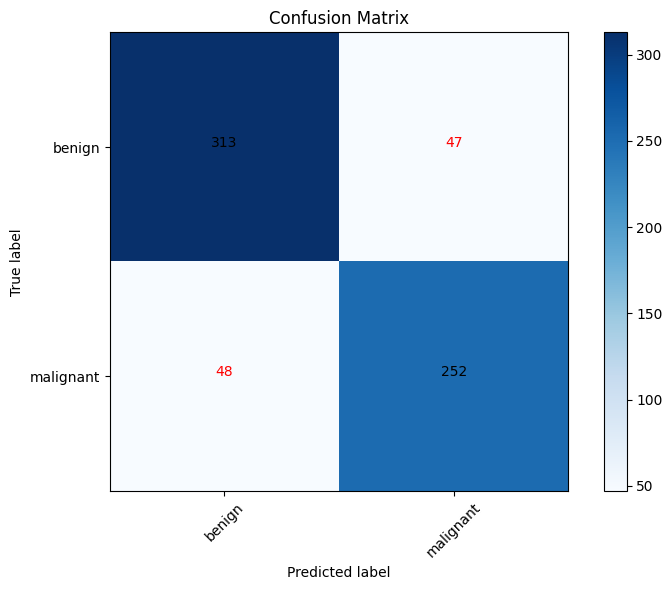 Confusion Matrix
True label
benign
malignant
313
47
48
252
benign
malignant
Predicted label
300
250
200
150
100
50